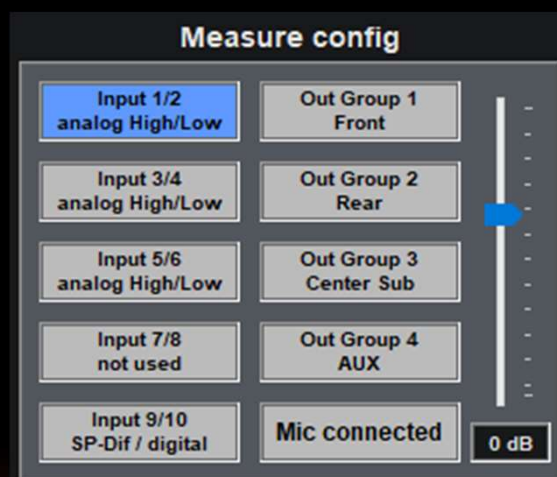 Measure config
Input 1/2
analog High/Low
Out Group 1
Front
Input 3/4
analog High/Low
Out Group 2
Rear
Input 5/6
analog High/Low
Out Group 3
Center Sub
Input 7/8
not used
Out Group 4
AUX
Input 9/10
SP-Dif / digital
Mic connected
0 dB